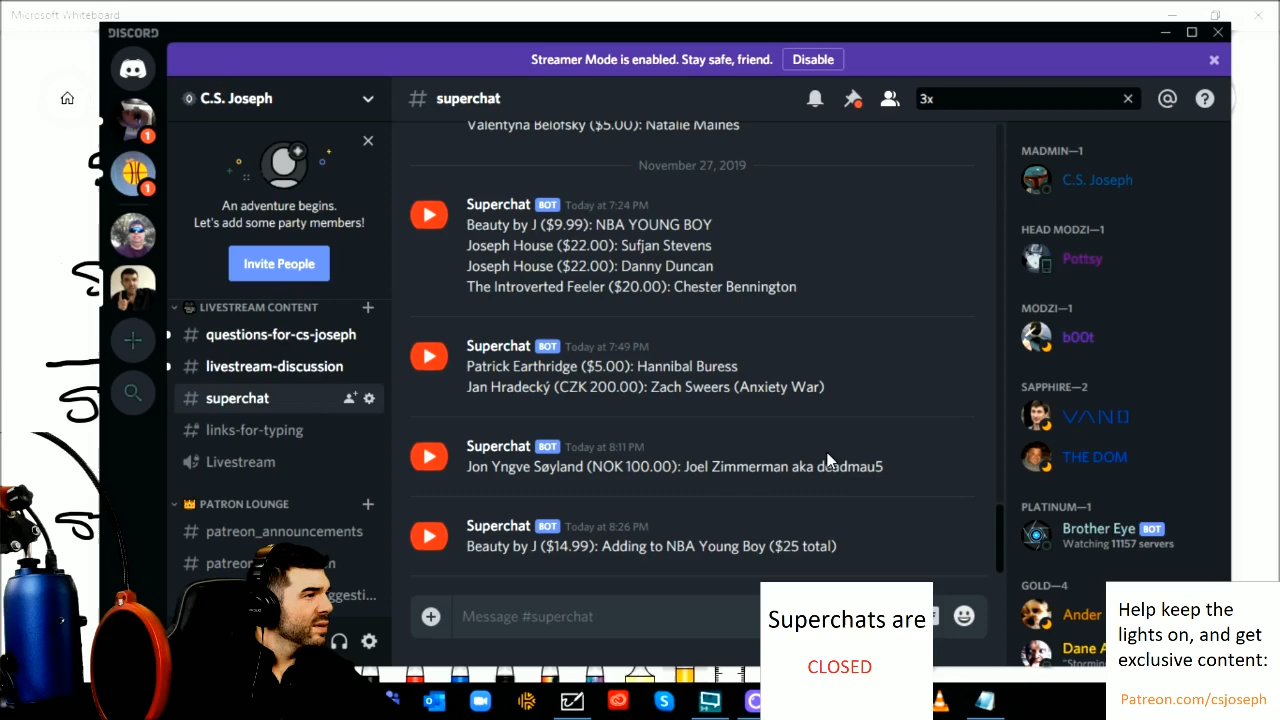 Microsoft Whiteboard
DISCORD
Streamer Mode is enabled. Stay safe, friend.
Disable
C.S. Joseph
# superchat
3x
An adventure begins.
Let's add some party members!
Invite People
LIVESTREAM CONTENT
# questions-for-cs-joseph
# livestream-discussion
# superchat
# links-for-typing
Livestream
PATRON LOUNGE
# patreon_announcements
Valentyna Belofsky ($5.00): Natalie Maines
November 27, 2019
Superchat BOT Today at 7:24 PM
Beauty by J ($9.99): NBA YOUNG BOY
Joseph House ($22.00): Sufjan Stevens
Joseph House ($22.00): Danny Duncan
The Introverted Feeler ($20.00): Chester Bennington
Superchat BOT Today at 7:49 PM
Patrick Earthridge ($5.00): Hannibal Buress
Jan Hradecký (CZK 200.00): Zach Sweers (Anxiety War)
Superchat BOT Today at 8:11 PM
Jon Yngve Søyland (NOK 100.00): Joel Zimmerman aka deadmau5
Superchat BOT Today at 8:26 PM
Beauty by J ($14.99): Adding to NBA Young Boy ($25 total)
Message #superchat
MADMIN—1
C.S. Joseph
HEAD MODZI—1
Pottsy
MODZI—1
b00t
SAPPHIRE—2
THE DOM
PLATINUM—1
Brother Eye BOT
Watching 11157 servers
GOLD—4
Ander
Dane
Superchats are
CLOSED
Help keep the
lights on, and get
exclusive content:
Patreon.com/csjoseph